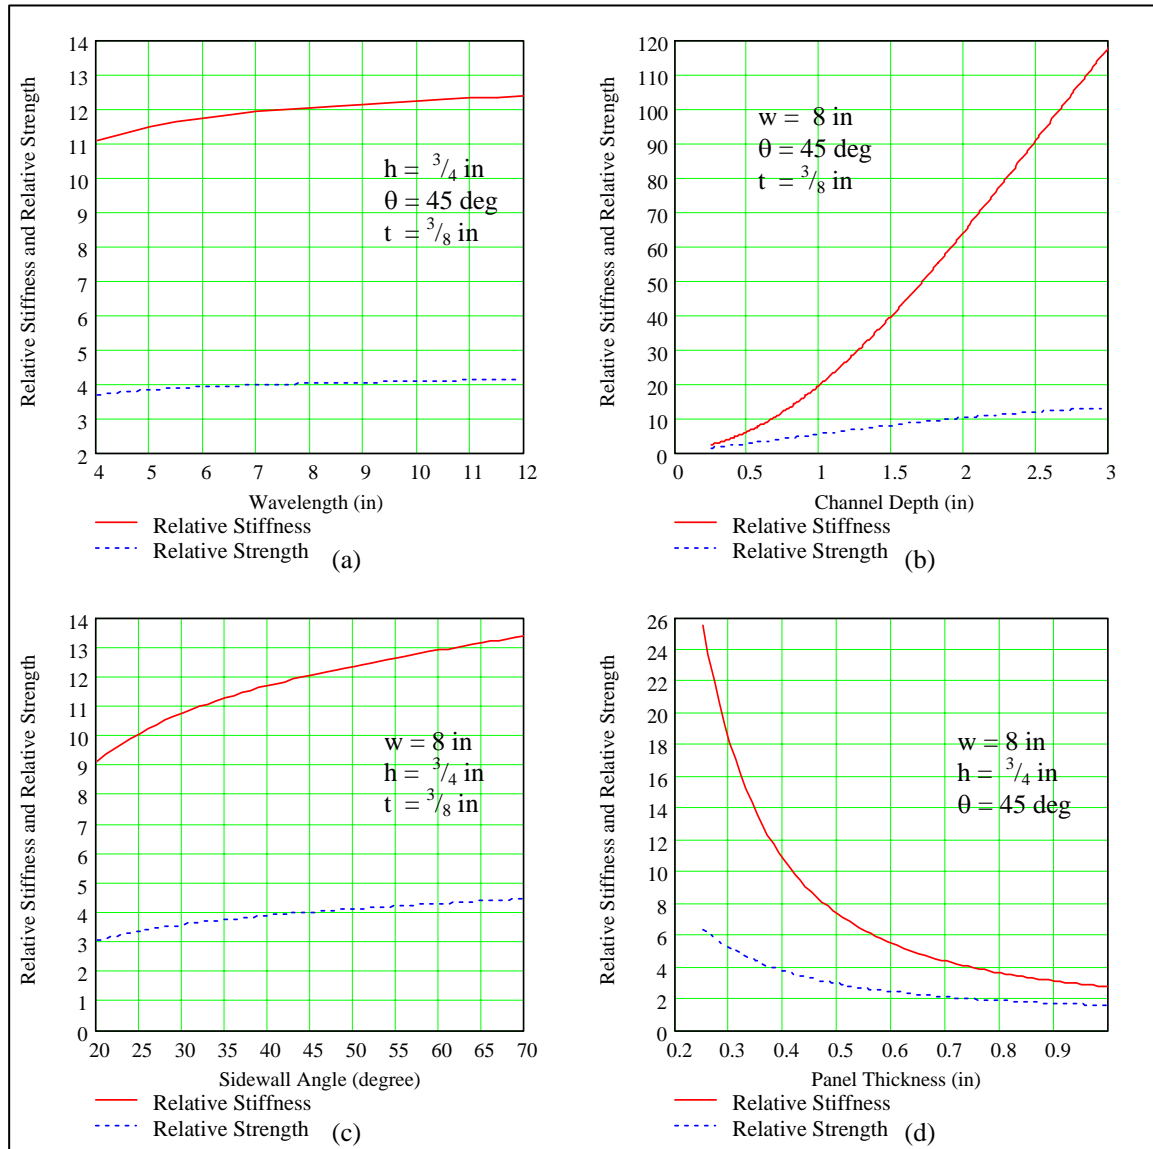 Relative Stiffness and Relative Strength
14
13
12
11
10
9
8
7
6
5
4
3
2
h = 3/4 in
θ = 45 deg
t = 3/8 in
4 5 6 7 8 9 10 11 12
Wavelength (in)
Relative Stiffness
Relative Strength
(a)
Relative Stiffness and Relative Strength
120
110
100
90
80
70
60
50
40
30
20
10
0
w = 8 in
θ = 45 deg
t = 3/8 in
0 0.5 1 1.5 2 2.5 3
Channel Depth (in)
Relative Stiffness
Relative Strength
(b)
Relative Stiffness and Relative Strength
14
13
12
11
10
9
8
7
6
5
4
3
2
1
0
w = 8 in
h = 3/4 in
t = 3/8 in
20 25 30 35 40 45 50 55 60 65 70
Sidewall Angle (degree)
Relative Stiffness
Relative Strength
(c)
Relative Stiffness and Relative Strength
26
24
22
20
18
16
14
12
10
8
6
4
2
0
w = 8 in
h = 3/4 in
θ = 45 deg
0.2 0.3 0.4 0.5 0.6 0.7 0.8 0.9
Panel Thickness (in)
Relative Stiffness
Relative Strength
(d)